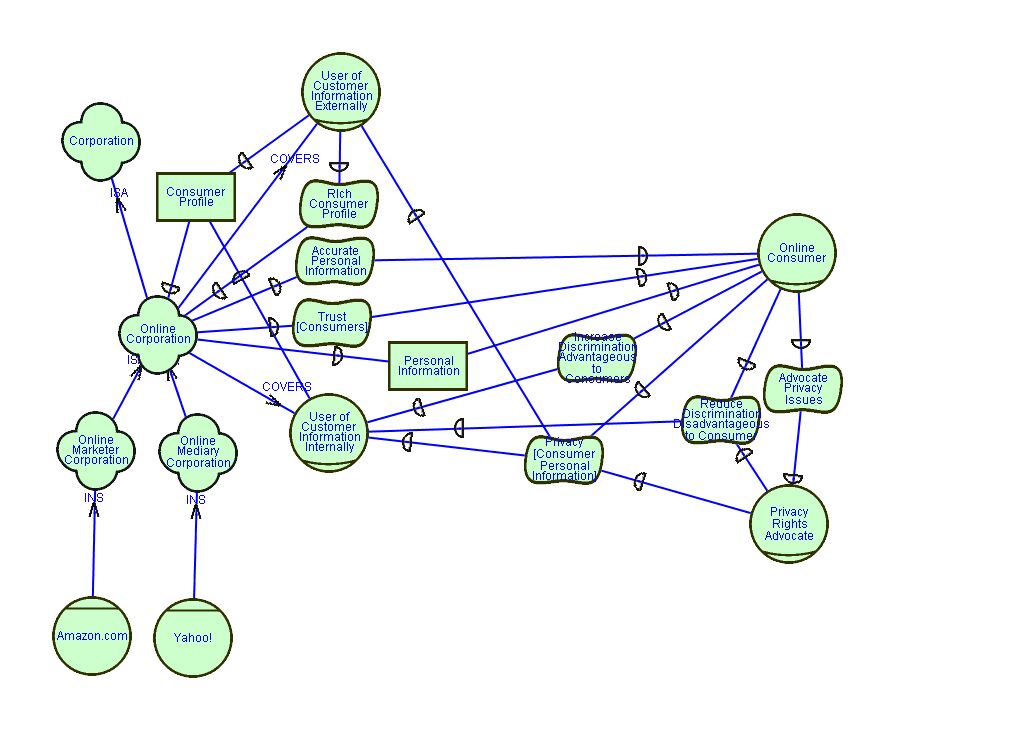 User of
Customer
Information
Externally
Corporation
COVERS
ISA
Consumer
Profile
RIch
Consumer
Profile
Accurate
Personal
Information
Online
Consumer
Trust
[Consumers]
Online
Corporation
Increase
Discrimination
Advantageous
to
Consumers
Personal
Information
COVERS
Advocate
Privacy
Issues
User of
Customer
Information
Internally
Reduce
Discrimination
Disadvantageous
to Consumer
Online
Marketer
Corporation
Online
Mediary
Corporation
Privacy
[Consumer
Personal
Information]
INS
INS
Privacy
Rights
Advocate
Amazon.com
Yahoo!